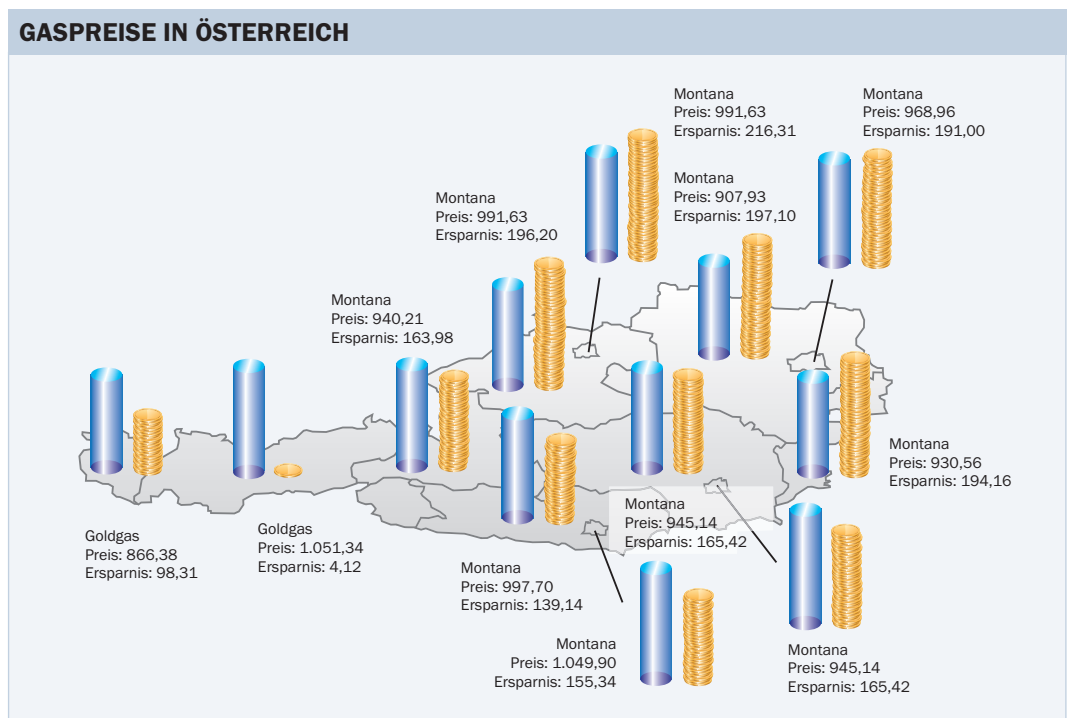 GASPREISE IN ÖSTERREICH
Montana
Preis: 991,63
Ersparnis: 216,31
Montana
Preis: 968,96
Ersparnis: 191,00
Montana
Preis: 907,93
Ersparnis: 197,10
Montana
Preis: 991,63
Ersparnis: 196,20
Montana
Preis: 940,21
Ersparnis: 163,98
Montana
Preis: 930,56
Ersparnis: 194,16
Montana
Preis: 945,14
Ersparnis: 165,42
Goldgas
Preis: 866,38
Ersparnis: 98,31
Goldgas
Preis: 1.051,34
Ersparnis: 4,12
Montana
Preis: 997,70
Ersparnis: 139,14
Montana
Preis: 1.049,90
Ersparnis: 155,34
Montana
Preis: 945,14
Ersparnis: 165,42